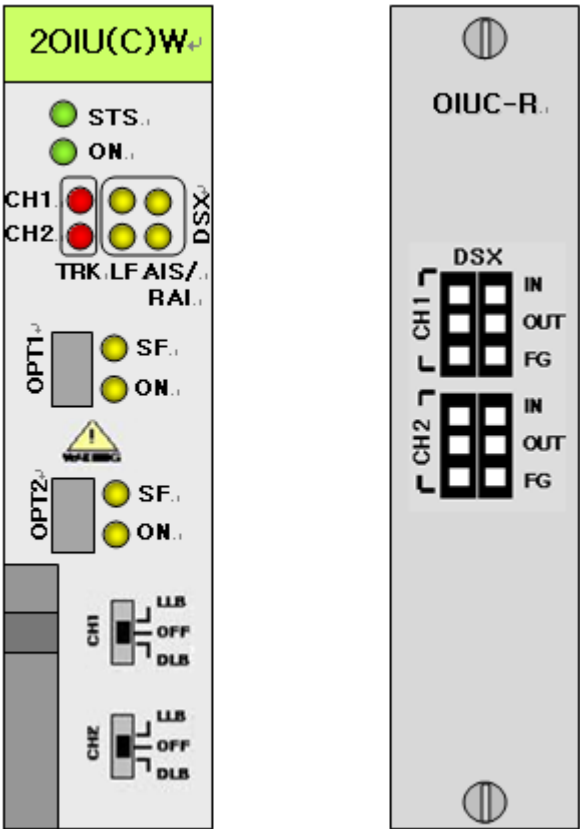 2OIU(C)W
STS
ON
CH1
CH2
DSX
TRK LF AIS/
RAI
OPT1
SF
ON
WARNING
OPT2
SF
ON
CH1
LLB
OFF
DLB
CH2
LLB
OFF
DLB
OIUC-R
DSX
CH1
IN
OUT
FG
CH2
IN
OUT
FG